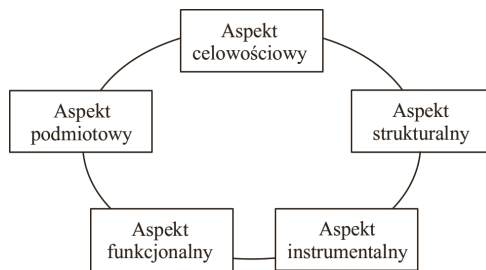 Aspekt
celowościowy
Aspekt
podmiotowy
Aspekt
strukturalny
Aspekt
funkcjonalny
Aspekt
instrumentalny